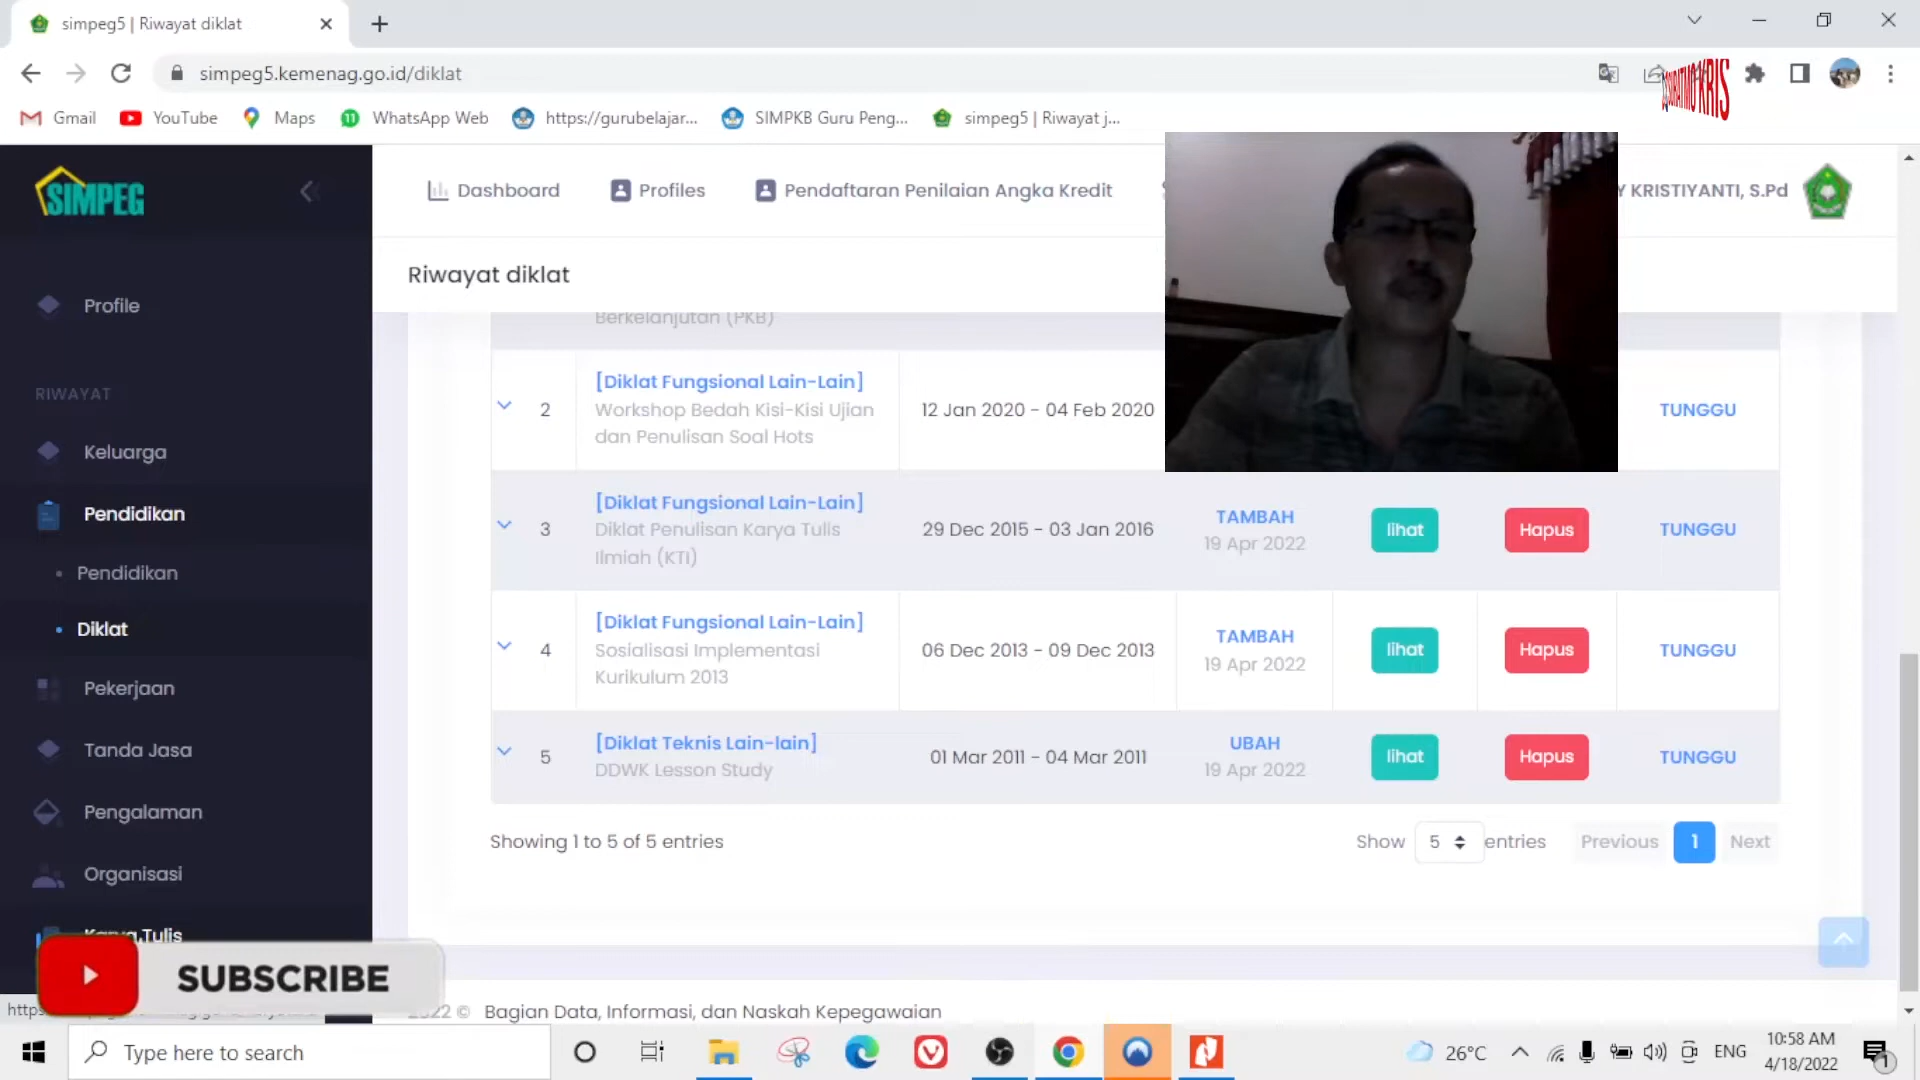 simpeg5 | Riwayat diklat
simpeg5.kemenag.go.id/diklat
Gmail
YouTube
Maps
WhatsApp Web
https://gurubelajar...
SIMPKB Guru Peng...
simpeg5 | Riwayat j...
SIMPEG
Dashboard
Profiles
Pendaftaran Penilaian Angka Kredit
Y KRISTIYANTI, S.Pd
Riwayat diklat
Profile
RIWAYAT
Keluarga
Pendidikan
Pendidikan
Diklat
Pekerjaan
Tanda Jasa
Pengalaman
Organisasi
Karya Tulis
Berkelanjutan (PKB)
2
[Diklat Fungsional Lain-Lain]
Workshop Bedah Kisi-Kisi Ujian
dan Penulisan Soal Hots
12 Jan 2020 - 04 Feb 2020
TUNGGU
3
[Diklat Fungsional Lain-Lain]
Diklat Penulisan Karya Tulis
Ilmiah (KTI)
29 Dec 2015 - 03 Jan 2016
TAMBAH
19 Apr 2022
lihat
Hapus
TUNGGU
4
[Diklat Fungsional Lain-Lain]
Sosialisasi Implementasi
Kurikulum 2013
06 Dec 2013 - 09 Dec 2013
TAMBAH
19 Apr 2022
lihat
Hapus
TUNGGU
5
[Diklat Teknis Lain-lain]
DDWK Lesson Study
01 Mar 2011 - 04 Mar 2011
UBAH
19 Apr 2022
lihat
Hapus
TUNGGU
Showing 1 to 5 of 5 entries
Show 5 entries
Previous 1 Next
SUBSCRIBE
https
2022 © Bagian Data, Informasi, dan Naskah Kepegawaian
Type here to search
26°C
ENG
10:58 AM
4/18/2022
1